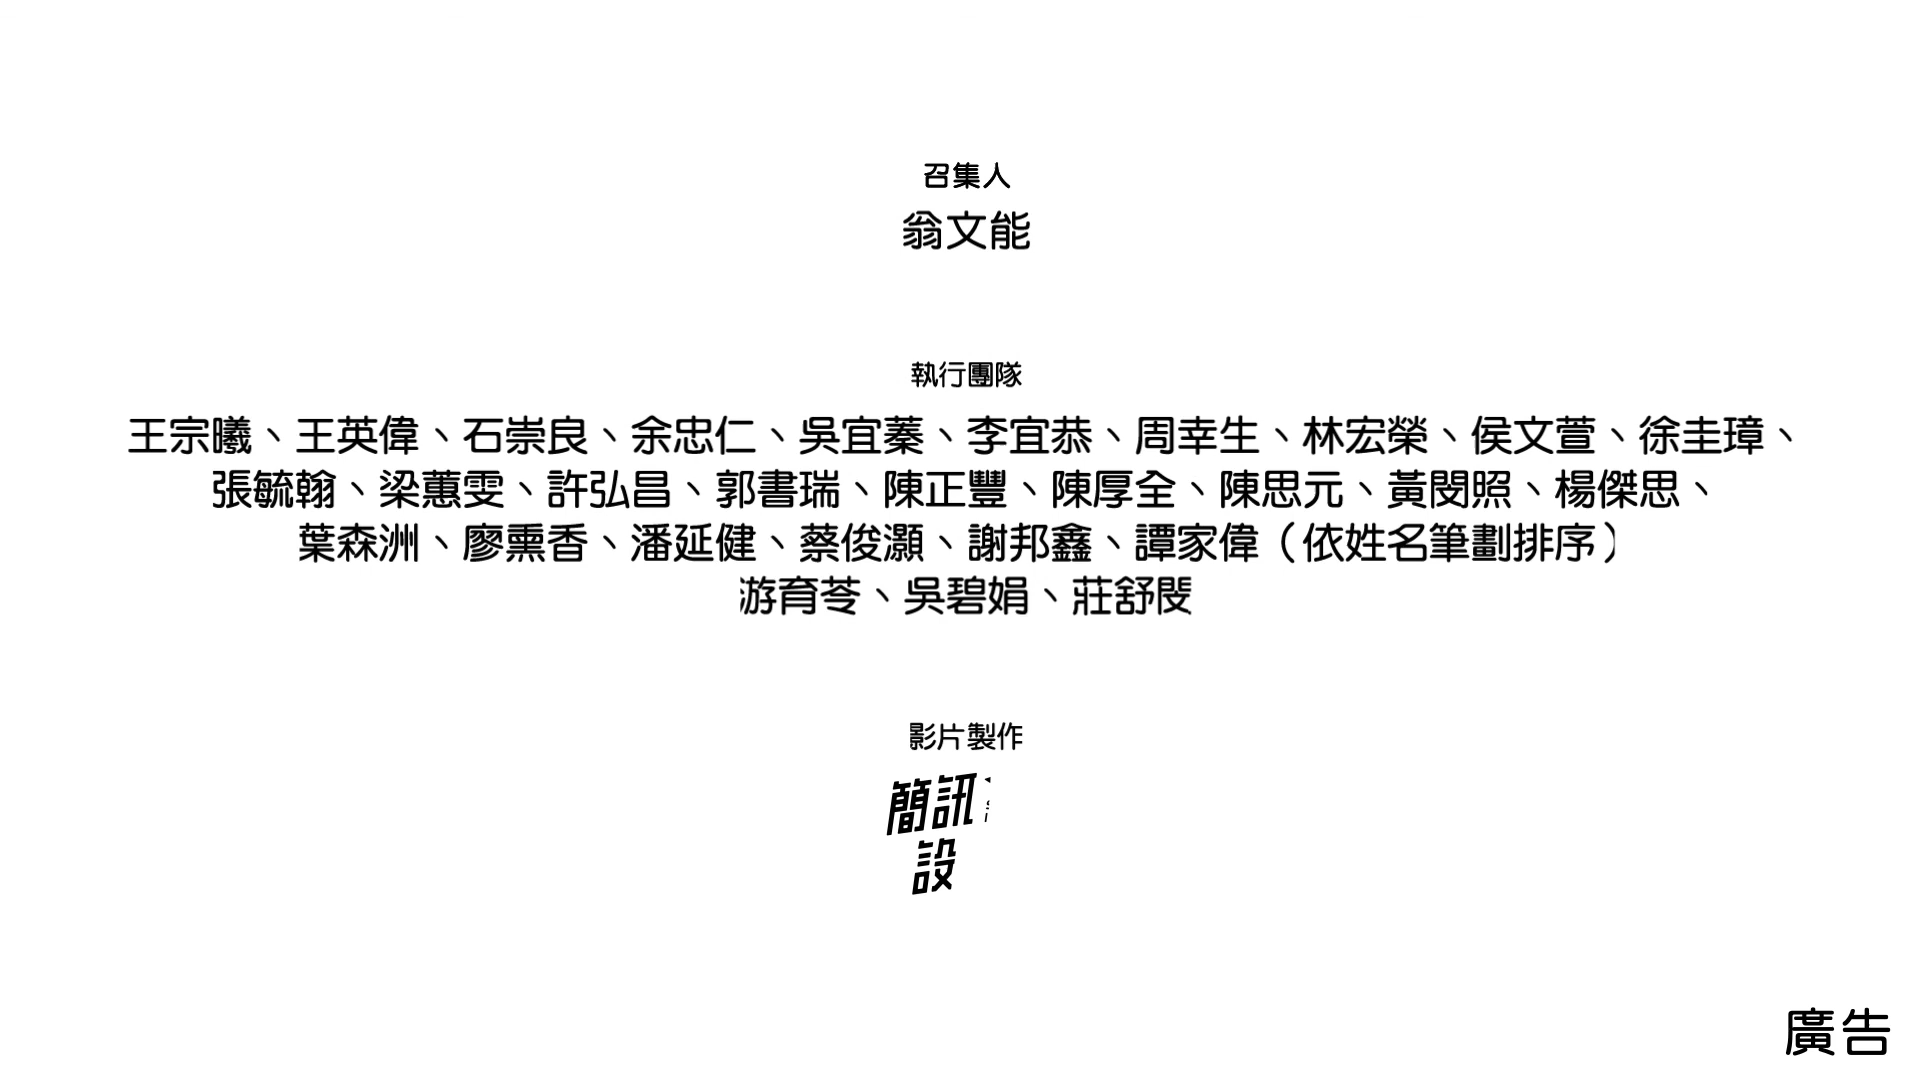 召集人
翁文能
執行團隊
王宗曦、王英偉、石崇良、余忠仁、吳宜蓁、李宜恭、周幸生、林宏榮、侯文萱、徐圭璋、
張毓翰、梁蕙雯、許弘昌、郭書瑞、陳正豐、陳厚全、陳思元、黃閔照、楊傑思、
葉森洲、廖熏香、潘延健、蔡俊灝、謝邦鑫、譚家偉（依姓名筆劃排序）
游育苓、吳碧娟、莊舒閔
影片製作
簡訊
設
廣告